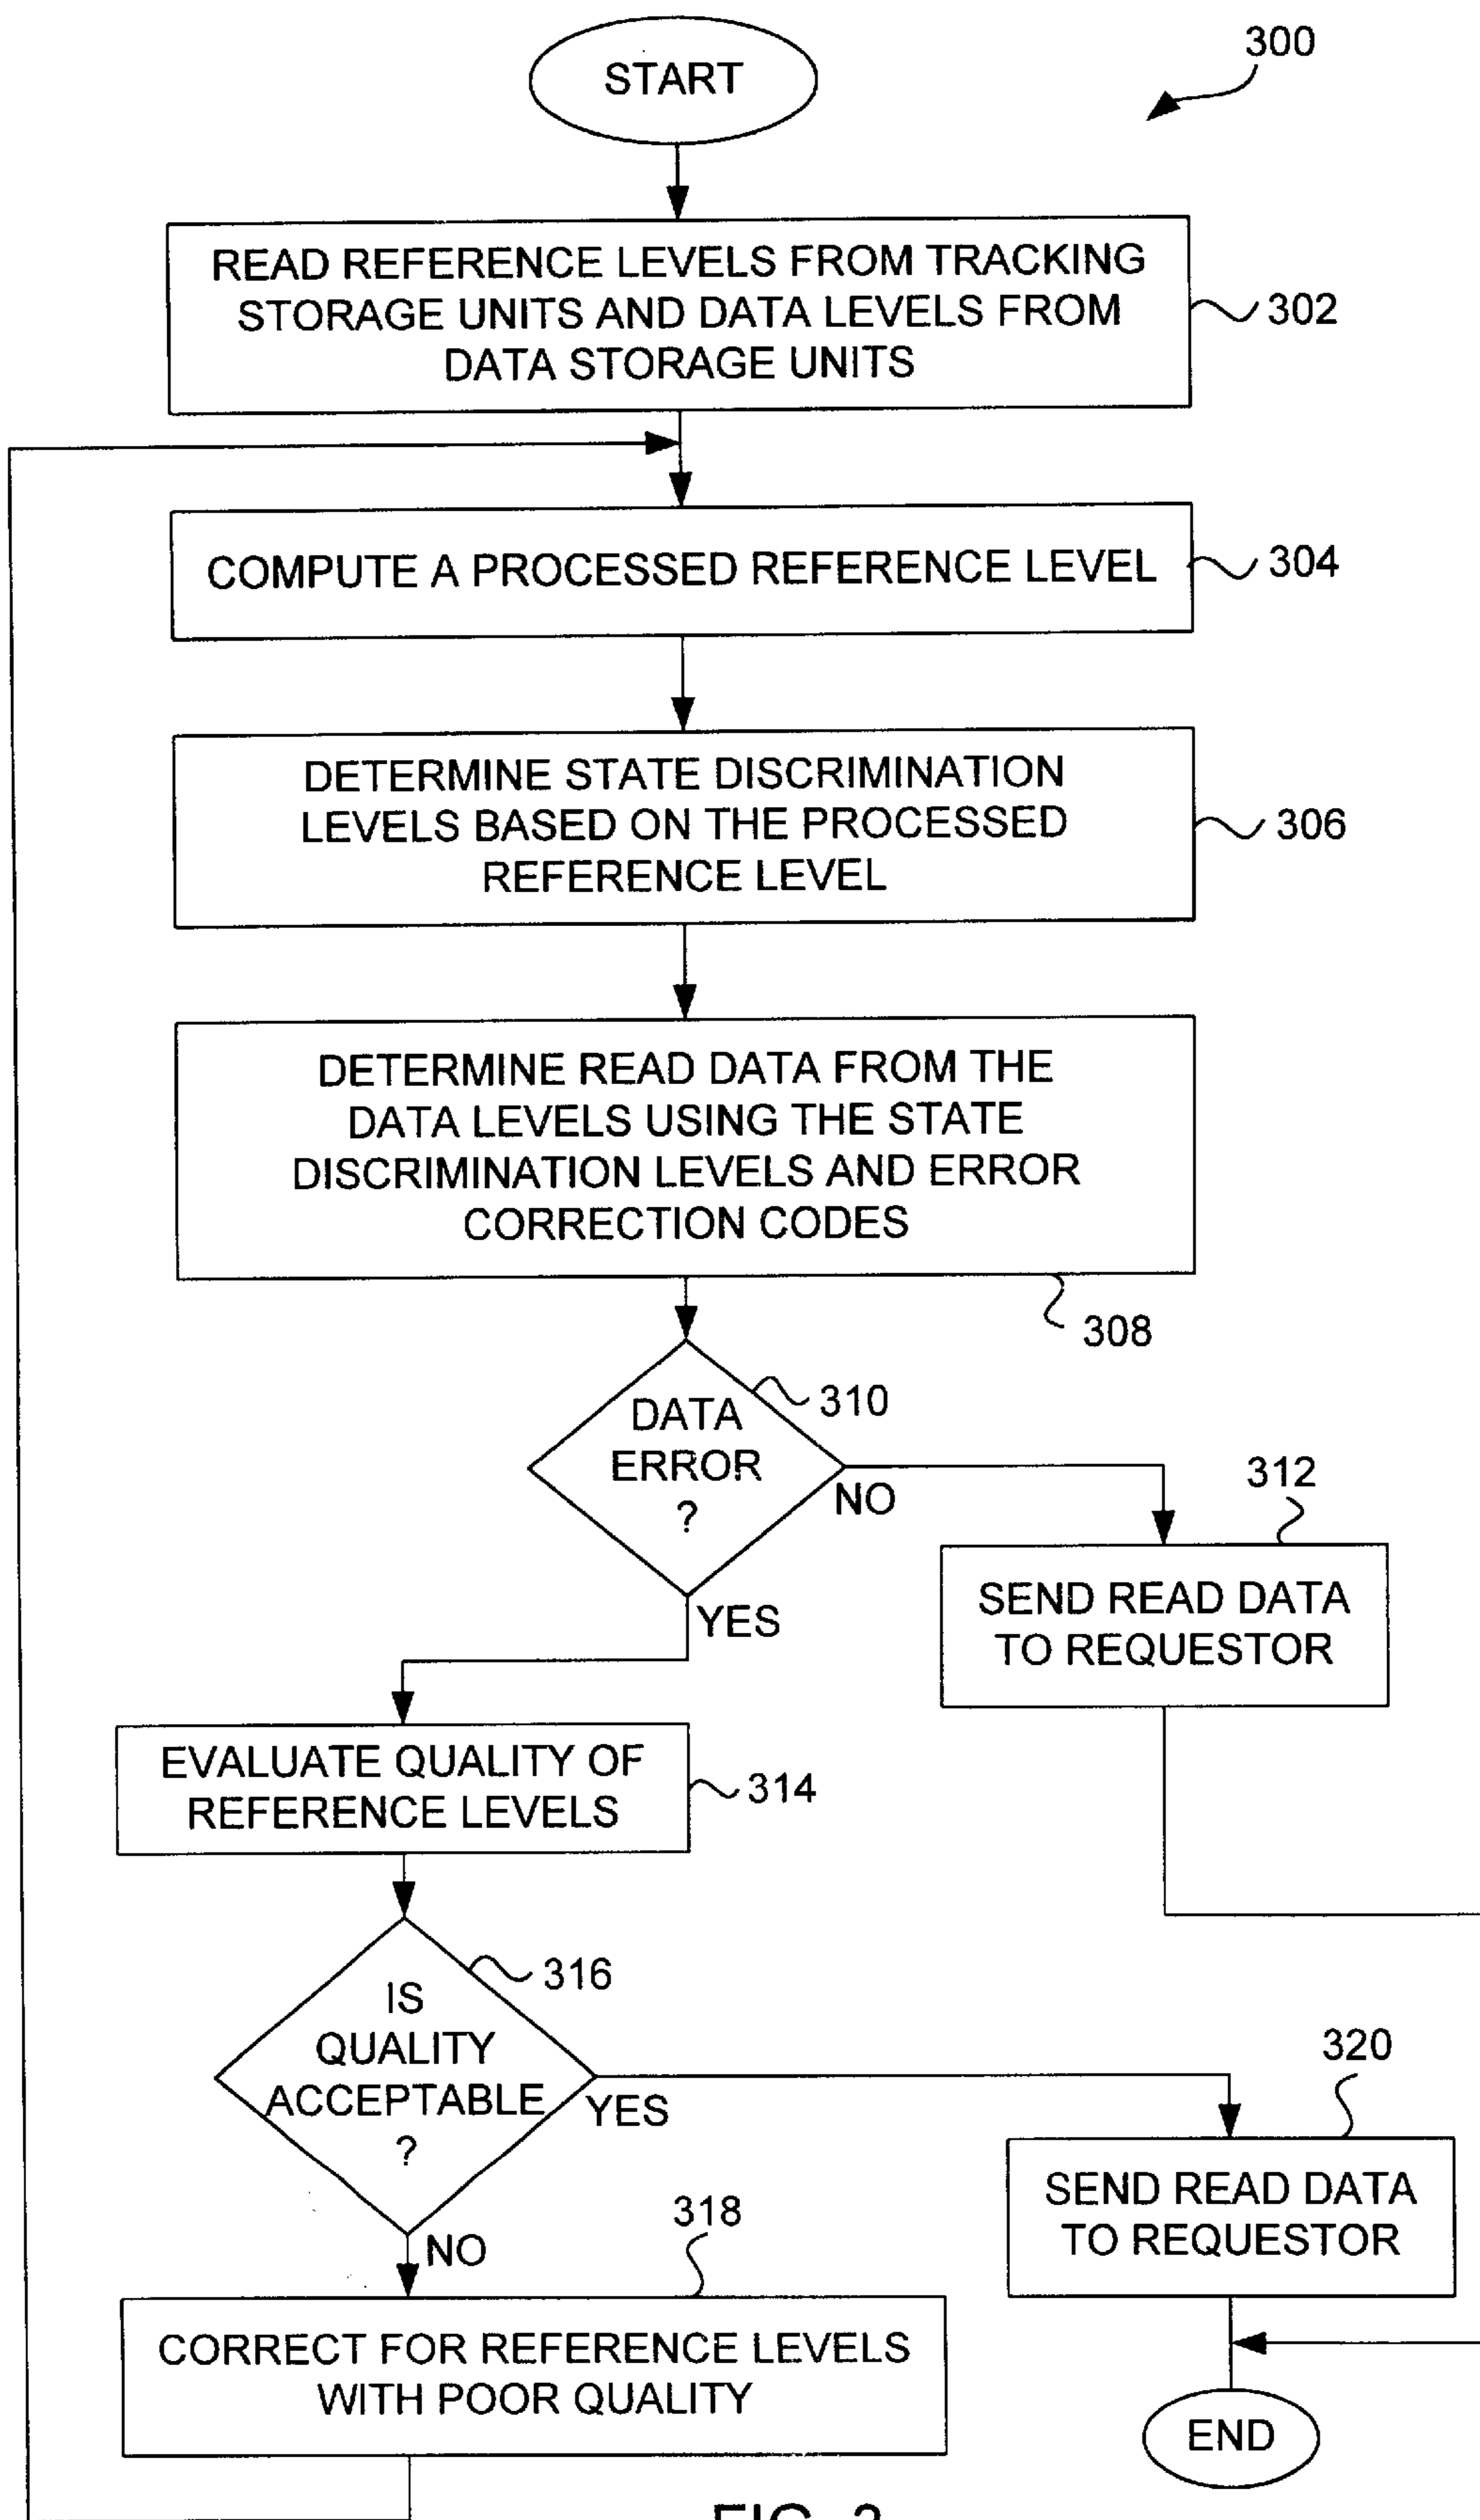 START
300
READ REFERENCE LEVELS FROM TRACKING
STORAGE UNITS AND DATA LEVELS FROM
DATA STORAGE UNITS
302
COMPUTE A PROCESSED REFERENCE LEVEL
304
DETERMINE STATE DISCRIMINATION
LEVELS BASED ON THE PROCESSED
REFERENCE LEVEL
306
DETERMINE READ DATA FROM THE
DATA LEVELS USING THE STATE
DISCRIMINATION LEVELS AND ERROR
CORRECTION CODES
308
DATA
ERROR
?
310
NO
YES
312
SEND READ DATA
TO REQUESTOR
EVALUATE QUALITY OF
REFERENCE LEVELS
314
IS
QUALITY
ACCEPTABLE
?
316
YES
NO
320
SEND READ DATA
TO REQUESTOR
318
CORRECT FOR REFERENCE LEVELS
WITH POOR QUALITY
END
FIG.